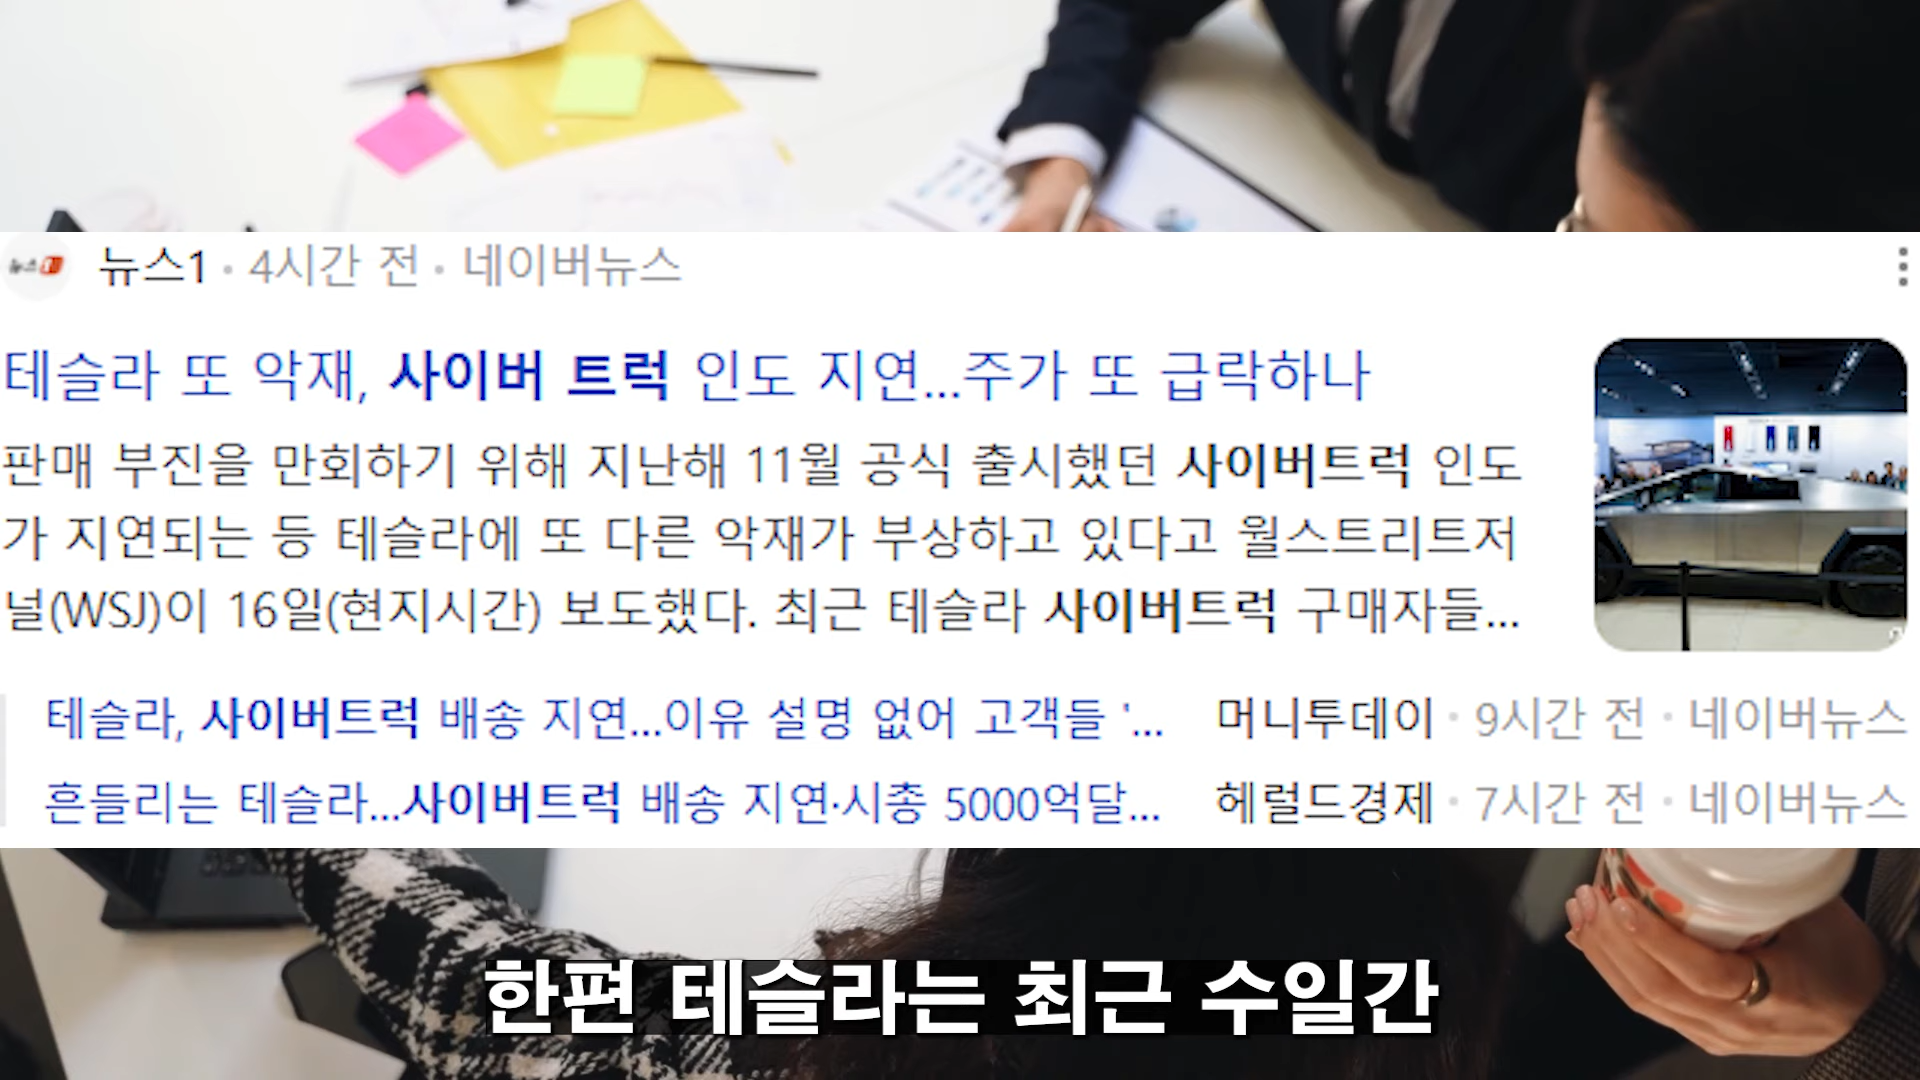 뉴스1 · 4시간 전 · 네이버뉴스
테슬라 또 악재, 사이버 트럭 인도 지연...주가 또 급락하나
판매 부진을 만회하기 위해 지난해 11월 공식 출시했던 사이버트럭 인도
가 지연되는 등 테슬라에 또 다른 악재가 부상하고 있다고 월스트리트저
널(WSJ)이 16일(현지시간) 보도했다. 최근 테슬라 사이버트럭 구매자들...
테슬라, 사이버트럭 배송 지연...이유 설명 없어 고객들 '... 머니투데이 · 9시간 전 · 네이버뉴스
흔들리는 테슬라...사이버트럭 배송 지연·시총 5000억달... 헤럴드경제 · 7시간 전 · 네이버뉴스
한편 테슬라는 최근 수일간